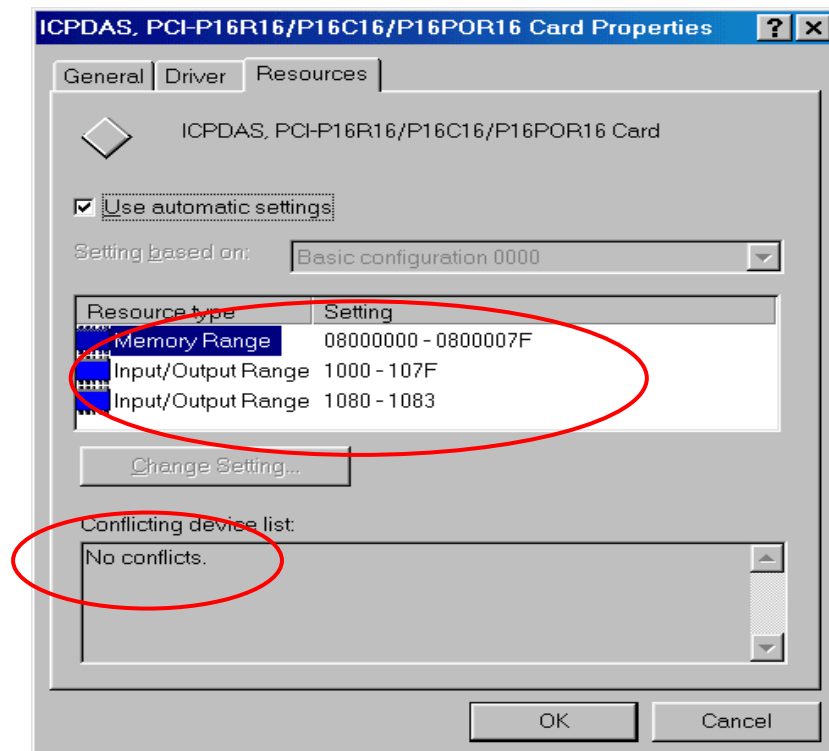 ICPDAS, PCI-P16R16/P16C16/P16POR16 Card Properties ? ×
General Driver Resources
ICPDAS, PCI-P16R16/P16C16/P16POR16 Card
Use automatic settings
Setting based on: Basic configuration 0000
Resource type Setting
Memory Range 08000000 - 0800007F
Input/Output Range 1000 - 107F
Input/Output Range 1080 - 1083
Change Setting...
Conflicting device list:
No conflicts.
OK Cancel